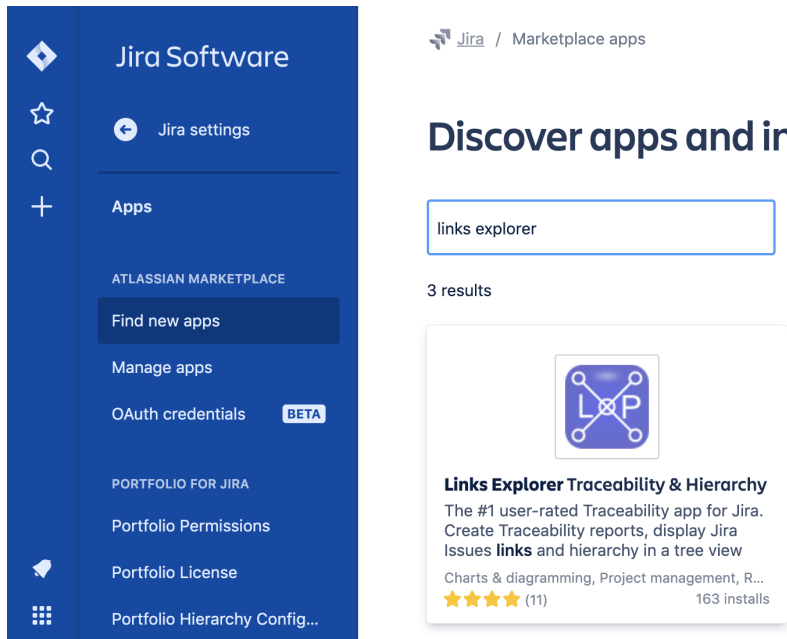 Jira Software
Jira settings
Apps
ATLASSIAN MARKETPLACE
Find new apps
Manage apps
OAuth credentials BETA
PORTFOLIO FOR JIRA
Portfolio Permissions
Portfolio License
Portfolio Hierarchy Config...
Jira / Marketplace apps
Discover apps and in
links explorer
3 results
L P
Links Explorer Traceability & Hierarchy
The #1 user-rated Traceability app for Jira.
Create Traceability reports, display Jira
Issues links and hierarchy in a tree view
Charts & diagramming, Project management, R...
(11) 163 installs